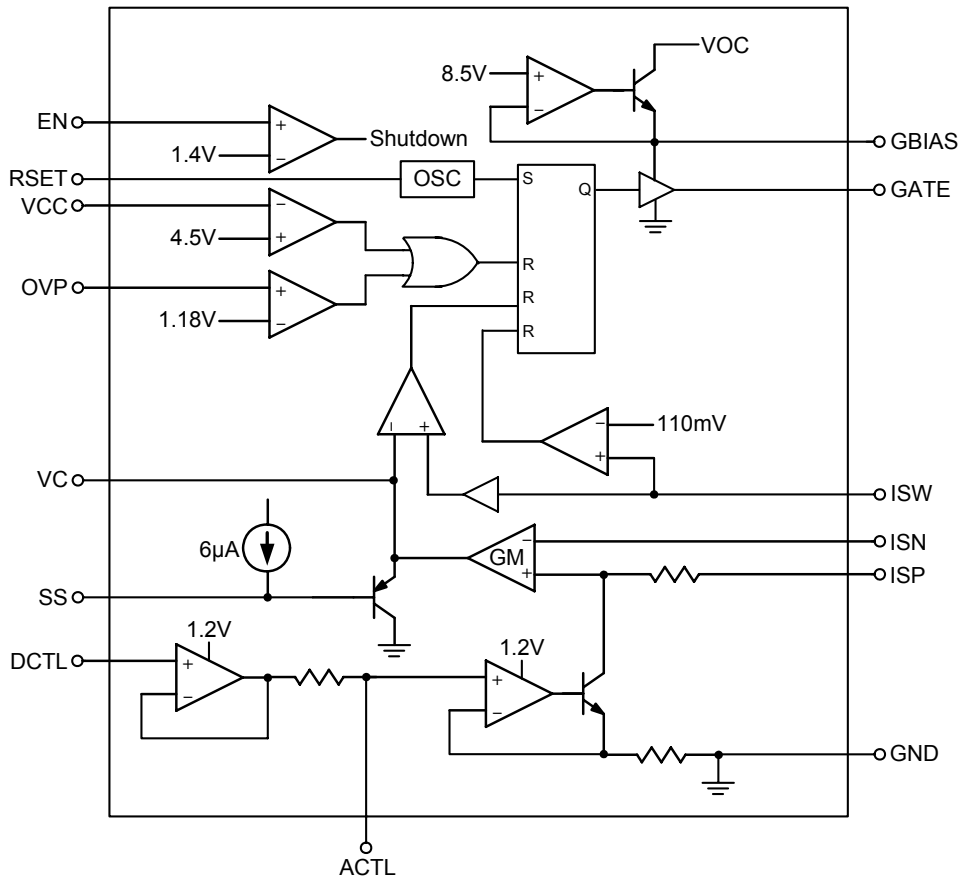 VOC
8.5V
+
−
GBIAS
EN
+
1.4V
−
Shutdown
RSET
OSC
S
Q
GATE
VCC
−
4.5V
+
R
OVP
+
1.18V
−
R
R
−
+
−
110mV
+
VC
ISW
6µA
GM
−
ISN
+
ISP
SS
1.2V
DCTL
+
−
1.2V
+
−
GND
ACTL